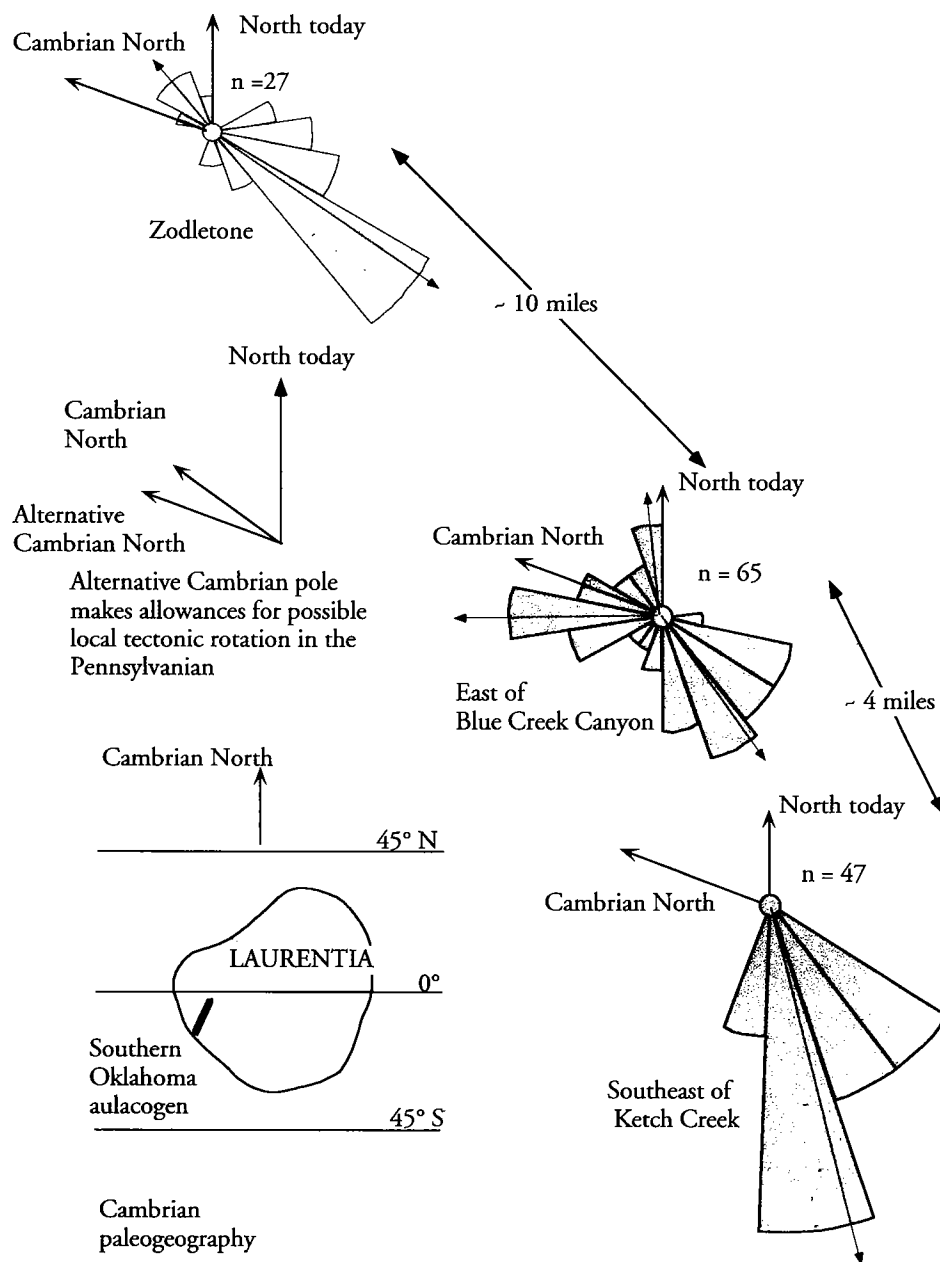 North today
Cambrian North
n =27
Zodletone
~ 10 miles
North today
Cambrian
North
Alternative
Cambrian North
Alternative Cambrian pole
makes allowances for possible
local tectonic rotation in the
Pennsylvanian
North today
Cambrian North
n = 65
East of
Blue Creek Canyon
~ 4 miles
Cambrian North
45° N
LAURENTIA
0°
Southern
Oklahoma
aulacogen
45° S
Cambrian
paleogeography
North today
n = 47
Cambrian North
Southeast of
Ketch Creek